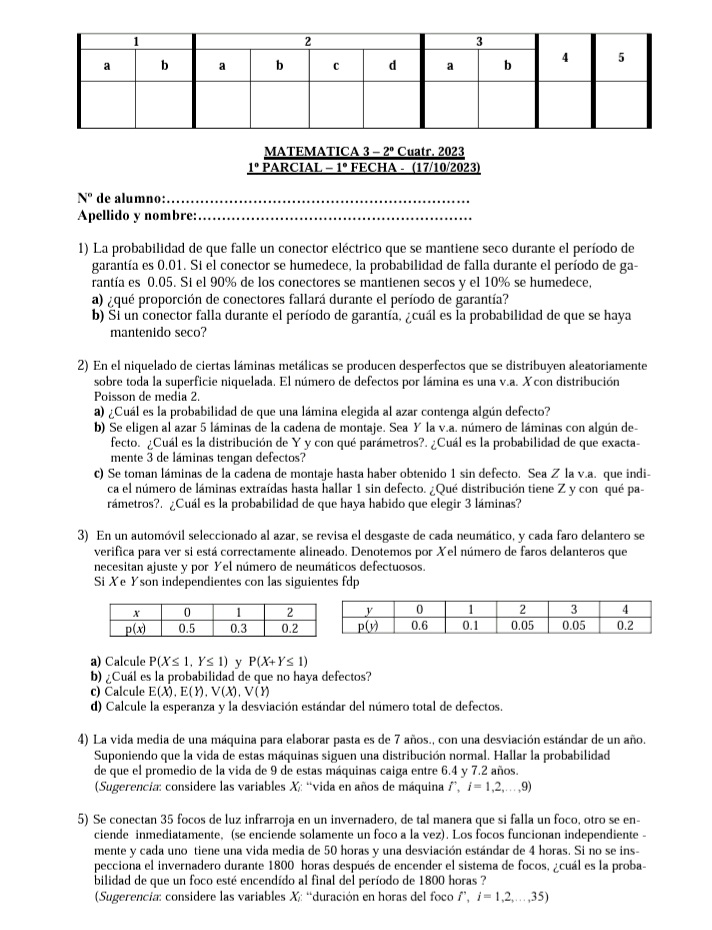 1 2 3 4 5
a b a b c d a b
MATEMATICA 3 – 2º Cuatr. 2023
1º PARCIAL – 1º FECHA - (17/10/2023)
Nº de alumno:………………………………………………………
Apellido y nombre:…………………………………………………
1) La probabilidad de que falle un conector eléctrico que se mantiene seco durante el período de
garantía es 0.01. Si el conector se humedece, la probabilidad de falla durante el período de ga-
rantía es 0.05. Si el 90% de los conectores se mantienen secos y el 10% se humedece,
a) ¿qué proporción de conectores fallará durante el período de garantía?
b) Si un conector falla durante el período de garantía, ¿cuál es la probabilidad de que se haya
mantenido seco?
2) En el niquelado de ciertas láminas metálicas se producen desperfectos que se distribuyen aleatoriamente
sobre toda la superficie niquelada. El número de defectos por lámina es una v.a. X con distribución
Poisson de media 2.
a) ¿Cuál es la probabilidad de que una lámina elegida al azar contenga algún defecto?
b) Se eligen al azar 5 láminas de la cadena de montaje. Sea Y la v.a. número de láminas con algún de-
fecto. ¿Cuál es la distribución de Y y con qué parámetros?. ¿Cuál es la probabilidad de que exacta-
mente 3 de láminas tengan defectos?
c) Se toman láminas de la cadena de montaje hasta haber obtenido 1 sin defecto. Sea Z la v.a. que indi-
ca el número de láminas extraídas hasta hallar 1 sin defecto. ¿Qué distribución tiene Z y con qué pa-
rámetros?. ¿Cuál es la probabilidad de que haya habido que elegir 3 láminas?
3) En un automóvil seleccionado al azar, se revisa el desgaste de cada neumático, y cada faro delantero se
verifica para ver si está correctamente alineado. Denotemos por X el número de faros delanteros que
necesitan ajuste y por Y el número de neumáticos defectuosos.
Si X e Y son independientes con las siguientes fdp
x 0 1 2
p(x) 0.5 0.3 0.2
y 0 1 2 3 4
p(y) 0.6 0.1 0.05 0.05 0.2
a) Calcule P(X ≤ 1, Y ≤ 1) y P(X+Y ≤ 1)
b) ¿Cuál es la probabilidad de que no haya defectos?
c) Calcule E(X), E(Y), V(X), V(Y)
d) Calcule la esperanza y la desviación estándar del número total de defectos.
4) La vida media de una máquina para elaborar pasta es de 7 años., con una desviación estándar de un año.
Suponiendo que la vida de estas máquinas siguen una distribución normal. Hallar la probabilidad
de que el promedio de la vida de 9 de estas máquinas caiga entre 6.4 y 7.2 años.
(Sugerencia: considere las variables Xᵢ: “vida en años de máquina i”, i = 1,2,…,9)
5) Se conectan 35 focos de luz infrarroja en un invernadero, de tal manera que si falla un foco, otro se en-
ciende inmediatamente, (se enciende solamente un foco a la vez). Los focos funcionan independiente -
mente y cada uno tiene una vida media de 50 horas y una desviación estándar de 4 horas. Si no se ins-
pecciona el invernadero durante 1800 horas después de encender el sistema de focos, ¿cuál es la proba-
bilidad de que un foco esté encendído al final del período de 1800 horas ?
(Sugerencia: considere las variables Xᵢ: “duración en horas del foco i”, i = 1,2,…,35)